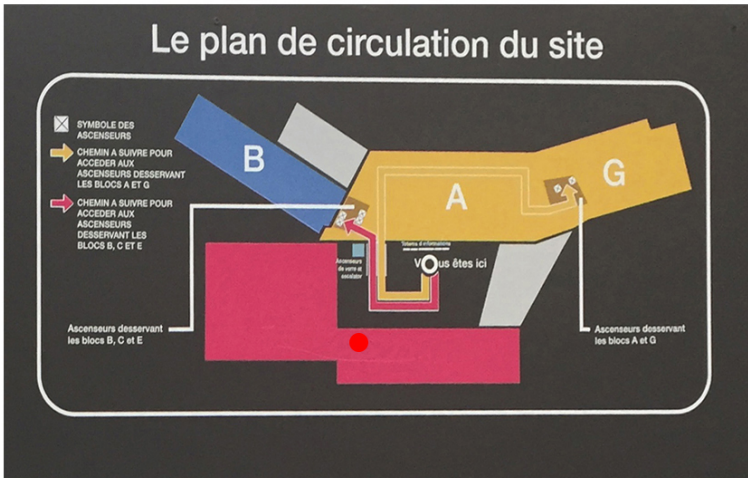 Le plan de circulation du site
SYMBOLE DES
ASCENSEURS
CHEMIN A SUIVRE POUR
ACCEDER AUX
ASCENSEURS DESSERVANT
LES BLOCS A ET G
CHEMIN A SUIVRE POUR
ACCEDER AUX
ASCENSEURS
DESSERVANT LES
BLOCS B, C ET E
B
A
G
Totems d'informations
Ascenseurs
de verre et
escalator
Vous êtes ici
Ascenseurs desservant
les blocs B, C et E
Ascenseurs desservant
les blocs A et G